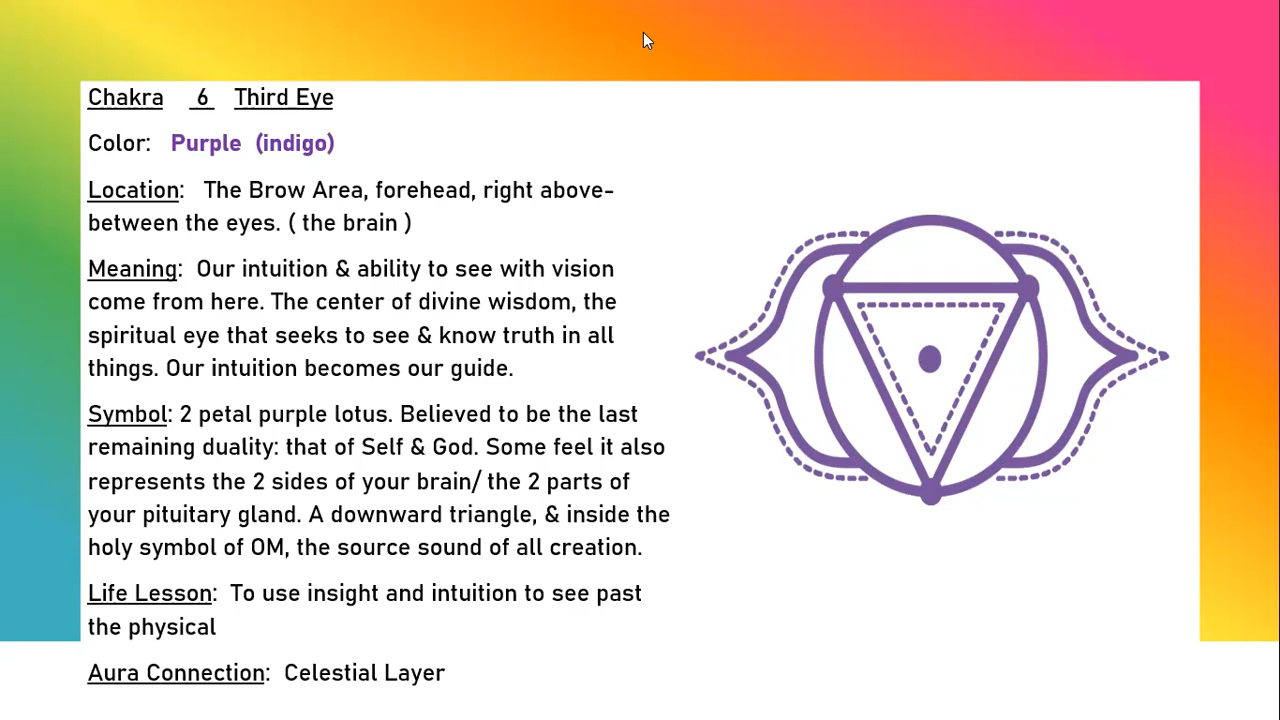 Chakra 6 Third Eye
Color: Purple (indigo)
Location: The Brow Area, forehead, right above-
between the eyes. ( the brain )
Meaning: Our intuition & ability to see with vision
come from here. The center of divine wisdom, the
spiritual eye that seeks to see & know truth in all
things. Our intuition becomes our guide.
Symbol: 2 petal purple lotus. Believed to be the last
remaining duality: that of Self & God. Some feel it also
represents the 2 sides of your brain/ the 2 parts of
your pituitary gland. A downward triangle, & inside the
holy symbol of OM, the source sound of all creation.
Life Lesson: To use insight and intuition to see past
the physical
Aura Connection: Celestial Layer